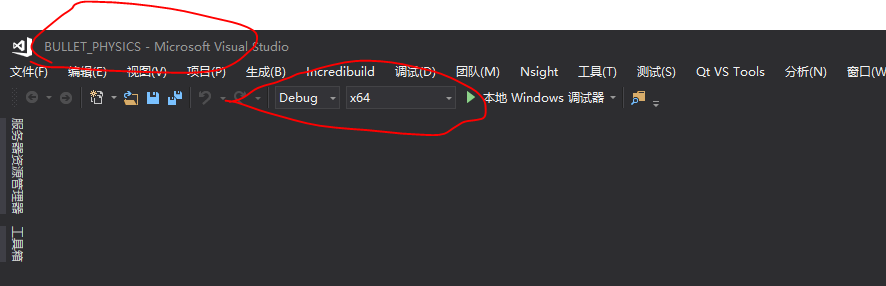 BULLET_PHYSICS - Microsoft Visual Studio
文件(F) 编辑(E) 视图(V) 项目(P) 生成(B) Incredibuild 调试(D) 团队(M) Nsight 工具(T) 测试(S) Qt VS Tools 分析(N) 窗口(W
Debug x64 本地 Windows 调试器
服务器资源管理器
工具箱